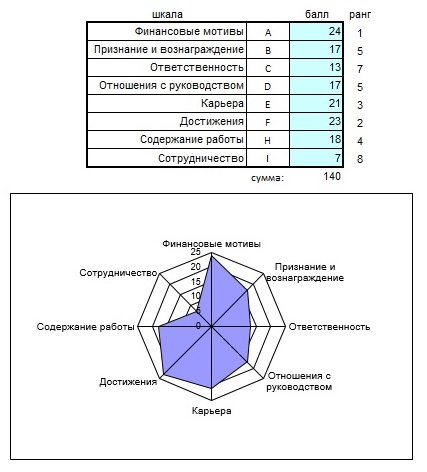 шкала балл ранг
Финансовые мотивы A 24 1
Признание и вознаграждение B 17 5
Ответственность C 13 7
Отношения с руководством D 17 5
Карьера E 21 3
Достижения F 23 2
Содержание работы H 18 4
Сотрудничество I 7 8
сумма: 140
Финансовые мотивы
25
20
15
10
5
0
Признание и
вознаграждение
Ответственность
Отношения с
руководством
Карьера
Достижения
Содержание работы
Сотрудничество